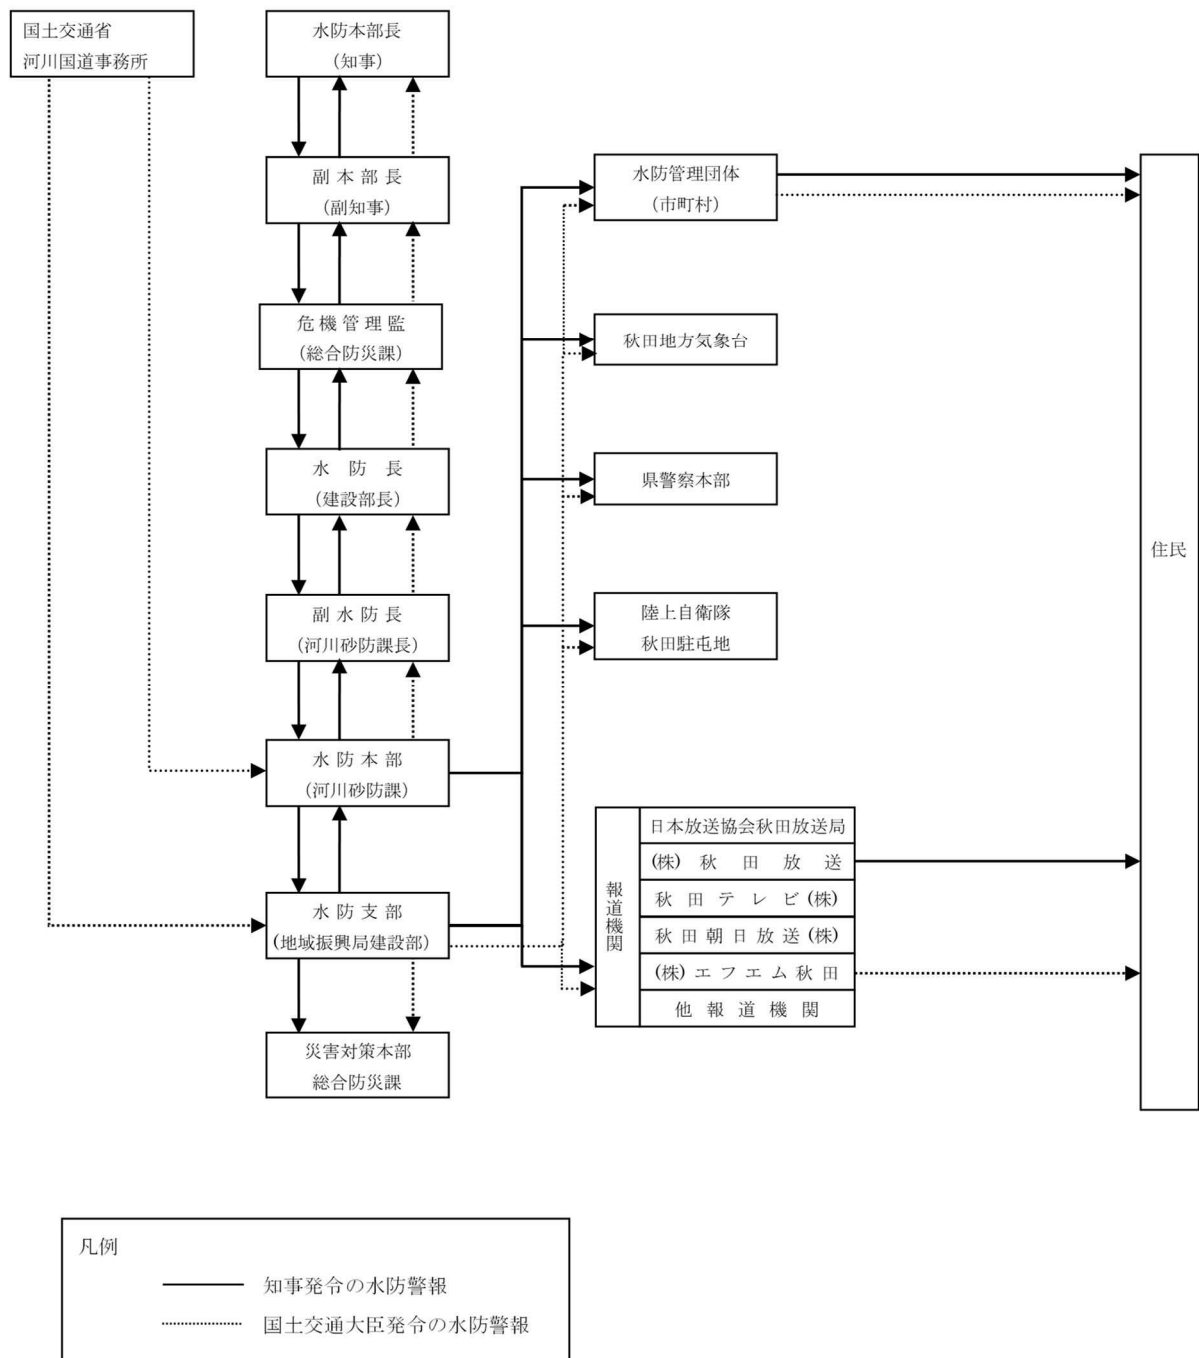 国土交通省
河川国道事務所
水防本部長
(知事)
副本部長
(副知事)
危機管理監
(総合防災課)
水防長
(建設部長)
副水防長
(河川砂防課長)
水防本部
(河川砂防課)
水防支部
(地域振興局建設部)
災害対策本部
総合防災課
水防管理団体
(市町村)
秋田地方気象台
県警察本部
陸上自衛隊
秋田駐屯地
報道機関
日本放送協会秋田放送局
(株)秋田放送
秋田テレビ(株)
秋田朝日放送(株)
(株)エフエム秋田
他報道機関
住民
凡例
知事発令の水防警報
国土交通大臣発令の水防警報